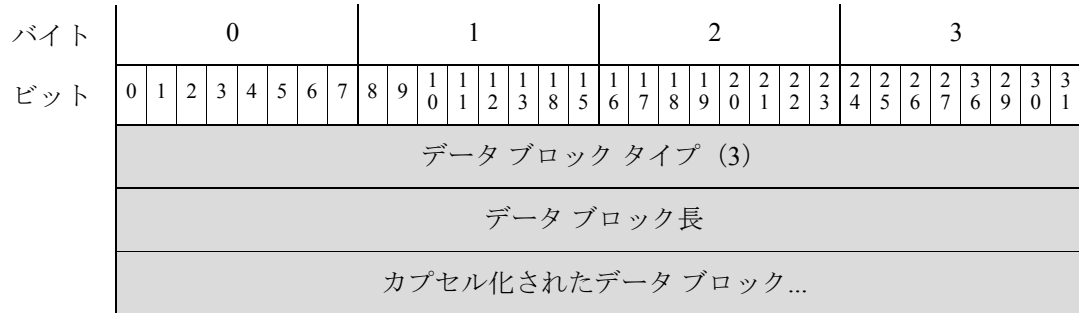 バイト 0 1 2 3
ビット 0 1 2 3 4 5 6 7 8 9 10 11 12 13 18 15 16 17 18 19 20 21 22 23 24 25 26 27 36 29 30 31
データ ブロック タイプ (3)
データ ブロック長
カプセル化されたデータ ブロック...